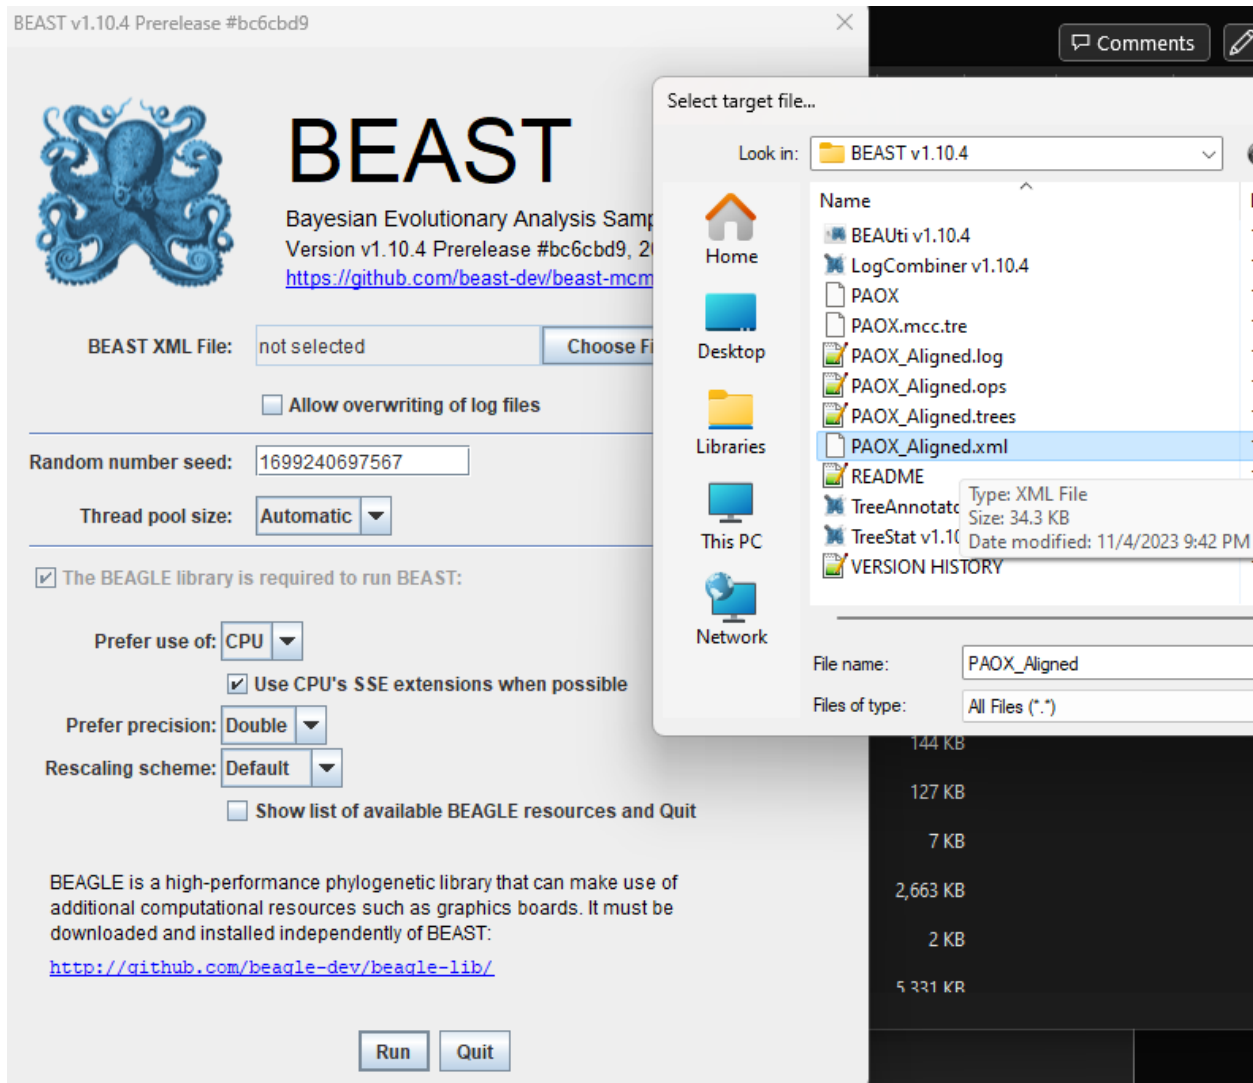 BEAST v1.10.4 Prerelease #bc6cbd9
Comments
BEAST
Bayesian Evolutionary Analysis Samp
Version v1.10.4 Prerelease #bc6cbd9, 20
https://github.com/beast-dev/beast-mcm
BEAST XML File: not selected Choose Fi
Allow overwriting of log files
Random number seed: 1699240697567
Thread pool size: Automatic
The BEAGLE library is required to run BEAST:
Prefer use of: CPU
Use CPU's SSE extensions when possible
Prefer precision: Double
Rescaling scheme: Default
Show list of available BEAGLE resources and Quit
BEAGLE is a high-performance phylogenetic library that can make use of
additional computational resources such as graphics boards. It must be
downloaded and installed independently of BEAST:
http://github.com/beagle-dev/beagle-lib/
Run Quit
Select target file...
Look in: BEAST v1.10.4
Home
Desktop
Libraries
This PC
Network
Name
BEAUti v1.10.4
LogCombiner v1.10.4
PAOX
PAOX.mcc.tre
PAOX_Aligned.log
PAOX_Aligned.ops
PAOX_Aligned.trees
PAOX_Aligned.xml
README
TreeAnnotato
TreeStat v1.10
VERSION HISTORY
Type: XML File
Size: 34.3 KB
Date modified: 11/4/2023 9:42 PM
File name: PAOX_Aligned
Files of type: All Files (*.*)
144 KB
127 KB
7 KB
2,663 KB
2 KB
5,331 KB